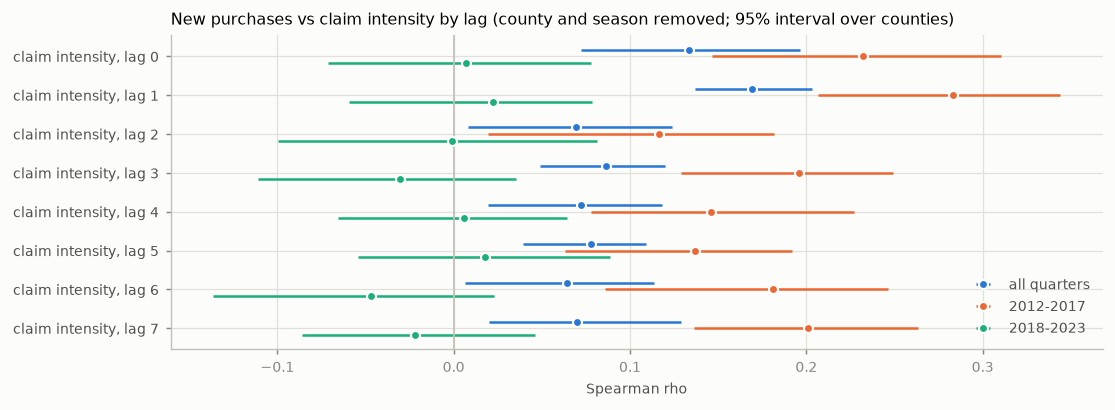 New purchases vs claim intensity by lag (county and season removed; 95% interval over counties)
claim intensity, lag 0
claim intensity, lag 1
claim intensity, lag 2
claim intensity, lag 3
claim intensity, lag 4
claim intensity, lag 5
claim intensity, lag 6
claim intensity, lag 7
all quarters
2012-2017
2018-2023
−0.1 0.0 0.1 0.2 0.3
Spearman rho